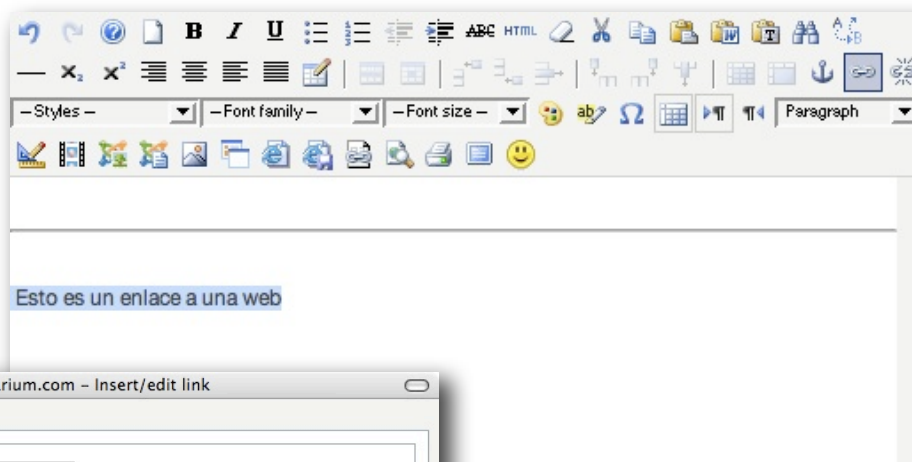 B I U ABC HTML
–Styles– –Font family– –Font size– Paragraph
Esto es un enlace a una web
rium.com – Insert/edit link